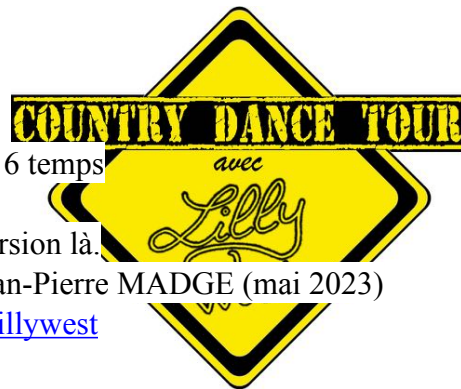 COUNTRY DANCE TOUR
6 temps
avec
Lilly
rsion là.
an-Pierre MADGE (mai 2023)
illywest